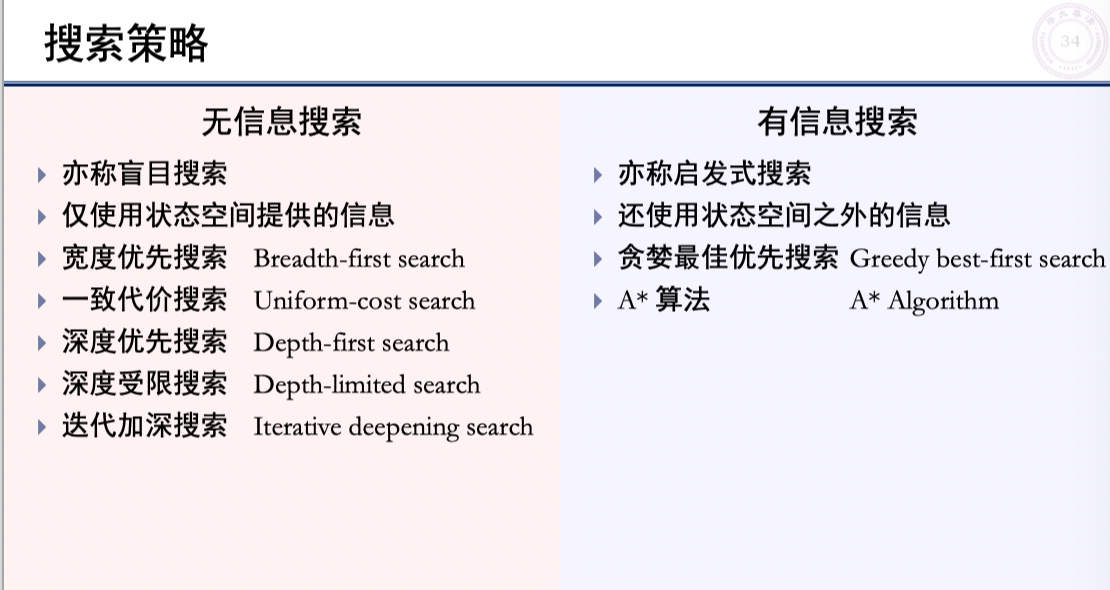 搜索策略
34
无信息搜索
亦称盲目搜索
仅使用状态空间提供的信息
宽度优先搜索 Breadth-first search
一致代价搜索 Uniform-cost search
深度优先搜索 Depth-first search
深度受限搜索 Depth-limited search
迭代加深搜索 Iterative deepening search
有信息搜索
亦称启发式搜索
还使用状态空间之外的信息
贪婪最佳优先搜索 Greedy best-first search
A* 算法 A* Algorithm